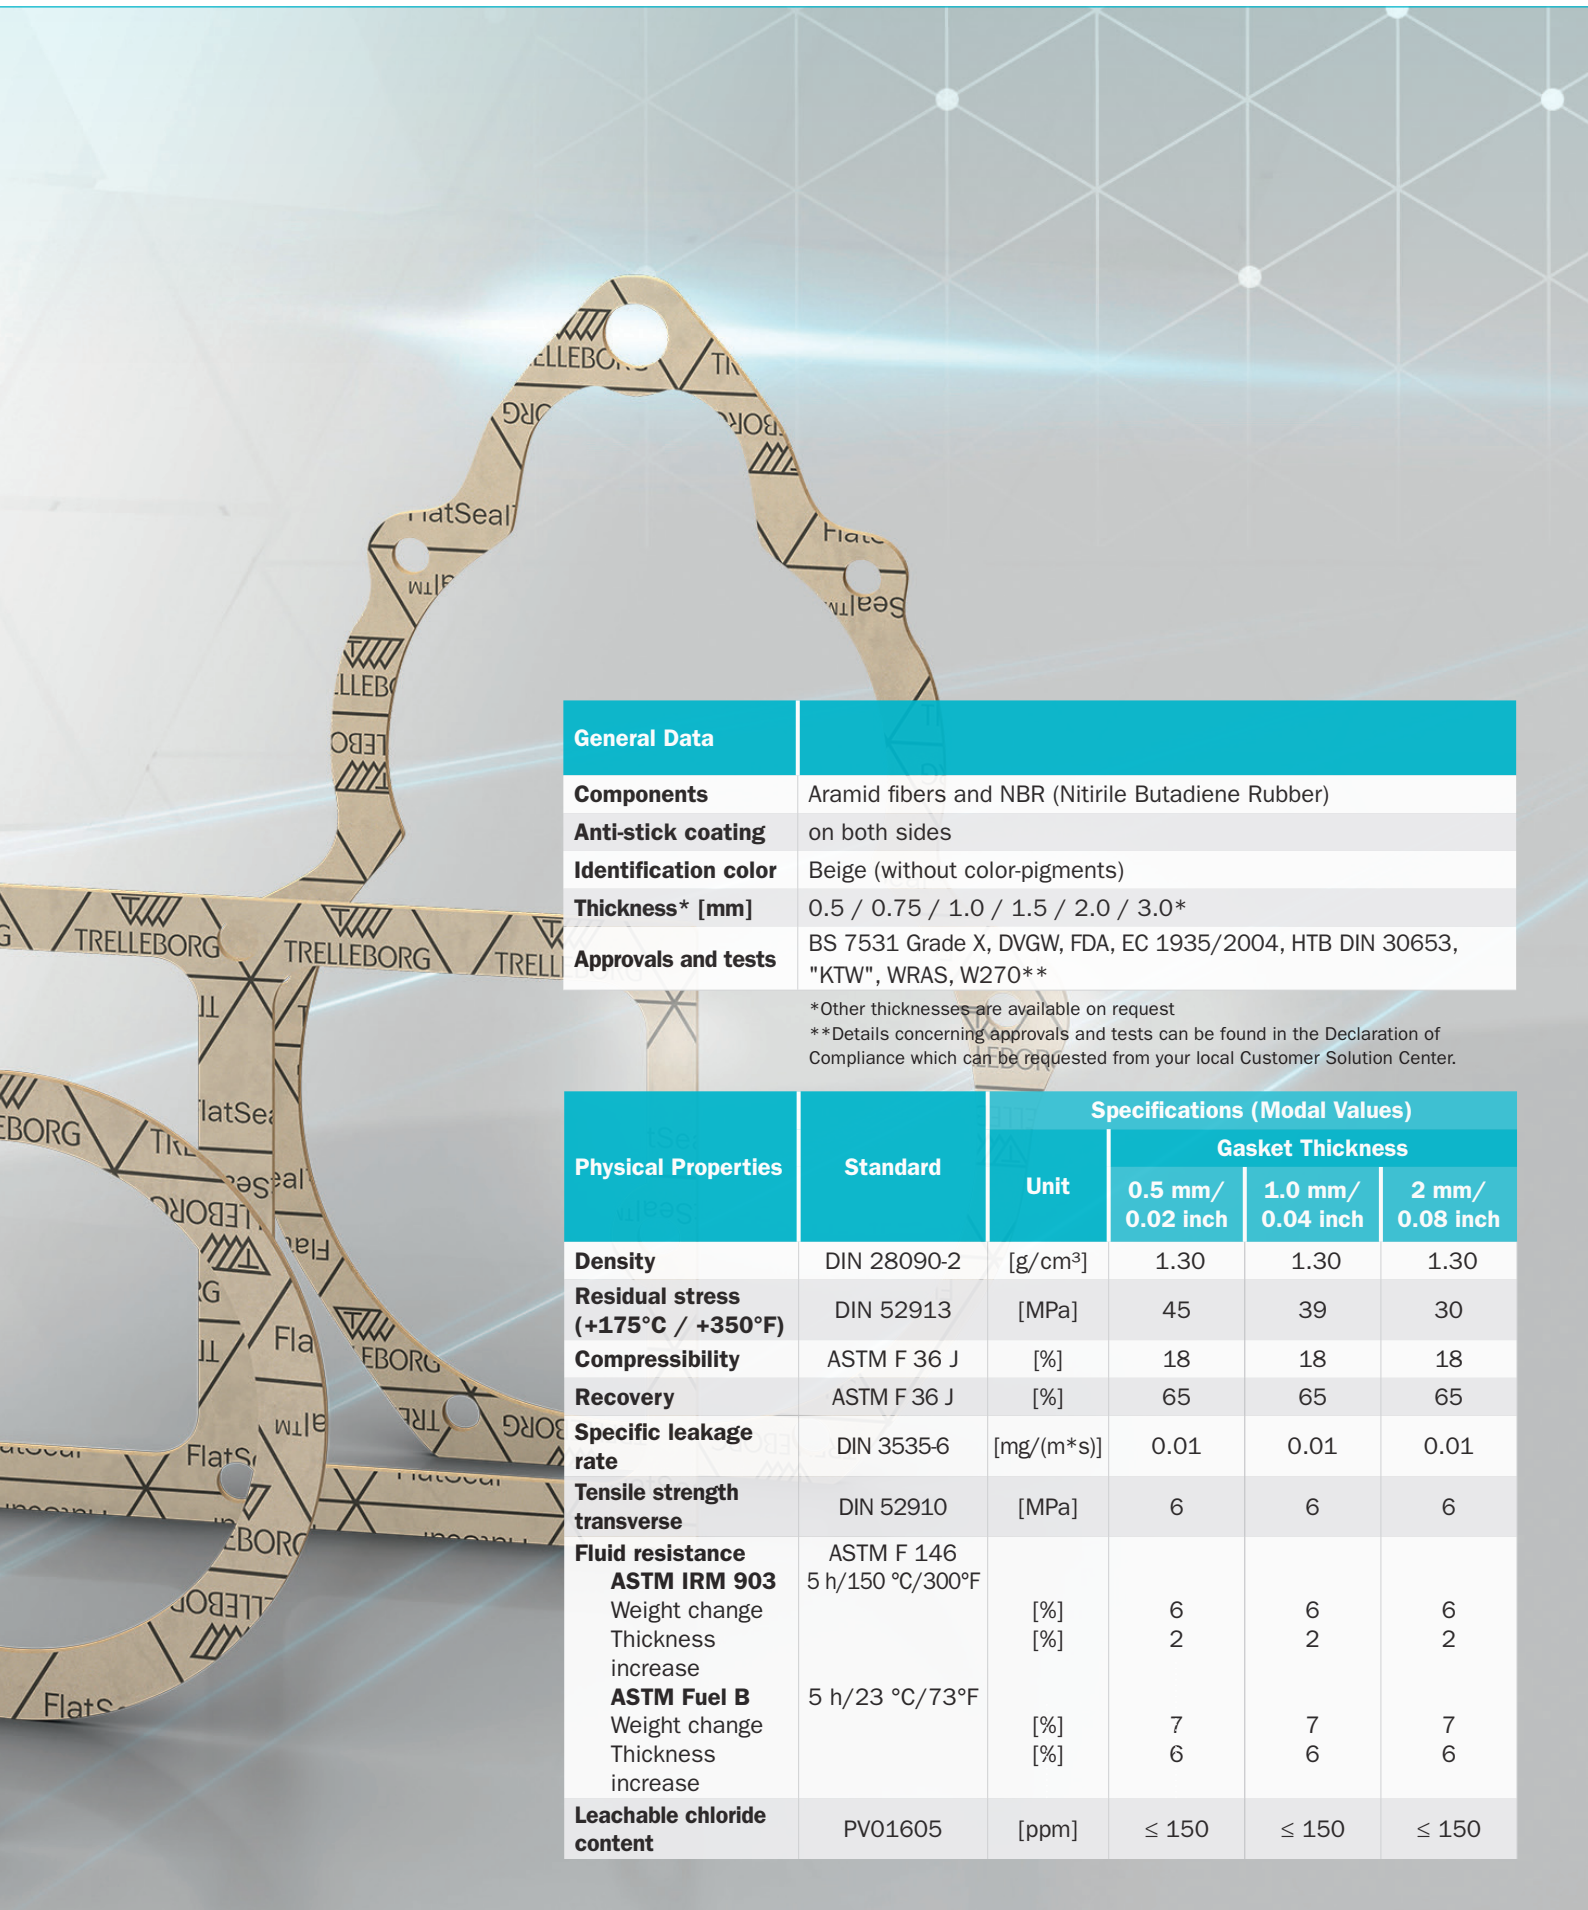 TRELLEBORG
TRELLEBORG
FlatSeal
General Data
Components Aramid fibers and NBR (Nitirile Butadiene Rubber)
Anti-stick coating on both sides
Identification color Beige (without color-pigments)
Thickness* [mm] 0.5 / 0.75 / 1.0 / 1.5 / 2.0 / 3.0*
Approvals and tests BS 7531 Grade X, DVGW, FDA, EC 1935/2004, HTB DIN 30653,
"KTW", WRAS, W270**
*Other thicknesses are available on request
**Details concerning approvals and tests can be found in the Declaration of
Compliance which can be requested from your local Customer Solution Center.
Physical Properties Standard Specifications (Modal Values)
Unit Gasket Thickness
0.5 mm/ 1.0 mm/ 2 mm/
0.02 inch 0.04 inch 0.08 inch
Density DIN 28090-2 [g/cm³] 1.30 1.30 1.30
Residual stress
(+175°C / +350°F) DIN 52913 [MPa] 45 39 30
Compressibility ASTM F 36 J [%] 18 18 18
Recovery ASTM F 36 J [%] 65 65 65
Specific leakage
rate DIN 3535-6 [mg/(m*s)] 0.01 0.01 0.01
Tensile strength
transverse DIN 52910 [MPa] 6 6 6
Fluid resistance ASTM F 146
ASTM IRM 903 5 h/150 °C/300°F
Weight change [%] 6 6 6
Thickness [%] 2 2 2
increase
ASTM Fuel B 5 h/23 °C/73°F
Weight change [%] 7 7 7
Thickness [%] 6 6 6
increase
Leachable chloride
content PV01605 [ppm] ≤ 150 ≤ 150 ≤ 150